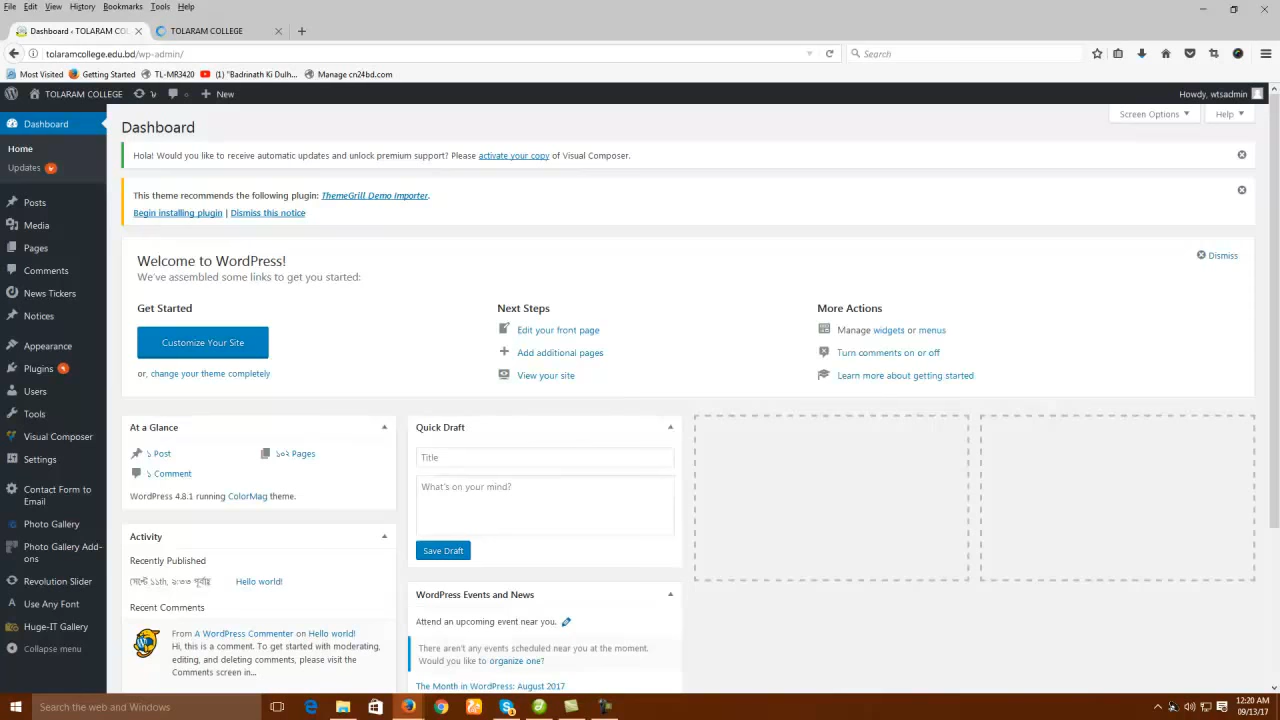 File Edit View History Bookmarks Tools Help
Dashboard ‹ TOLARAM COL...
TOLARAM COLLEGE
tolaramcollege.edu.bd/wp-admin/
Search
Most Visited
Getting Started
TL-MR3420
(1) "Badrinath Ki Dulh...
Manage cn24bd.com
TOLARAM COLLEGE
New
Howdy, wtsadmin
Dashboard
Home
Updates
Posts
Media
Pages
Comments
News Tickers
Notices
Appearance
Plugins ৭
Users
Tools
Visual Composer
Settings
Contact Form to
Email
Photo Gallery
Photo Gallery Add-
ons
Revolution Slider
Use Any Font
Huge-IT Gallery
Collapse menu
Screen Options
Help
Dashboard
Hola! Would you like to receive automatic updates and unlock premium support? Please activate your copy of Visual Composer.
This theme recommends the following plugin: ThemeGrill Demo Importer.
Begin installing plugin | Dismiss this notice
Welcome to WordPress!
Dismiss
We've assembled some links to get you started:
Get Started
Customize Your Site
or, change your theme completely
Next Steps
Edit your front page
Add additional pages
View your site
More Actions
Manage widgets or menus
Turn comments on or off
Learn more about getting started
At a Glance
১ Post
১০২ Pages
১ Comment
WordPress 4.8.1 running ColorMag theme.
Activity
Recently Published
Hello world!
Recent Comments
From A WordPress Commenter on Hello world!
Hi, this is a comment. To get started with moderating,
editing, and deleting comments, please visit the
Comments screen in...
Quick Draft
Title
What's on your mind?
Save Draft
WordPress Events and News
Attend an upcoming event near you.
There aren't any events scheduled near you at the moment.
Would you like to organize one?
The Month in WordPress: August 2017
Search the web and Windows
12:20 AM
09/13/17